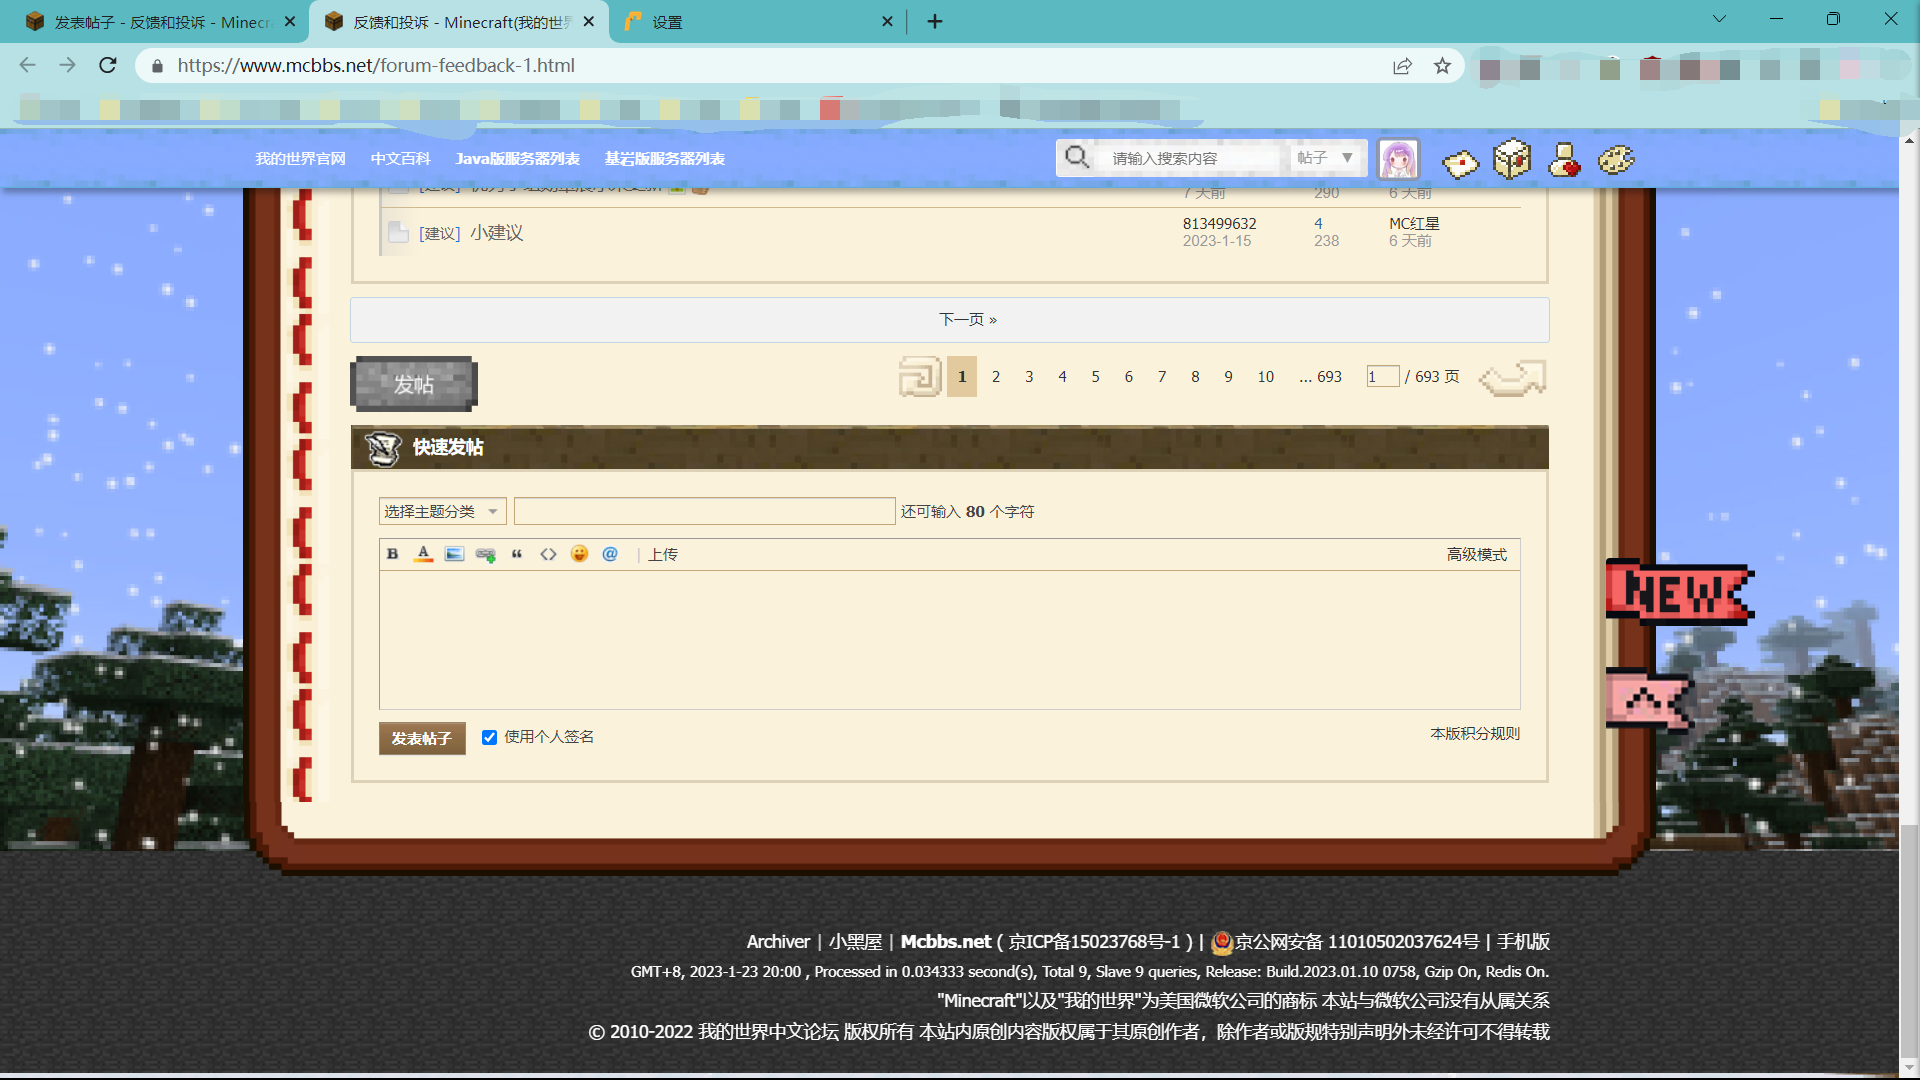 发表帖子 - 反馈和投诉 - Minecr
反馈和投诉 - Minecraft(我的世界
设置
https://www.mcbbs.net/forum-feedback-1.html
我的世界官网 中文百科 Java版服务器列表 基岩版服务器列表
请输入搜索内容 帖子 ▼
7 天前 290 6 天前
[建议] 小建议 813499632 4 MC红星
2023-1-15 238 6 天前
下一页 »
发帖
1 2 3 4 5 6 7 8 9 10 ... 693 1 / 693 页
快速发帖
选择主题分类 还可输入 80 个字符
B A “ <> @ | 上传 高级模式
NEW
发表帖子 使用个人签名 本版积分规则
Archiver | 小黑屋 | Mcbbs.net ( 京ICP备15023768号-1 ) | 京公网安备 11010502037624号 | 手机版
GMT+8, 2023-1-23 20:00 , Processed in 0.034333 second(s), Total 9, Slave 9 queries, Release: Build.2023.01.10 0758, Gzip On, Redis On.
"Minecraft"以及"我的世界"为美国微软公司的商标 本站与微软公司没有从属关系
© 2010-2022 我的世界中文论坛 版权所有 本站内原创内容版权属于其原创作者，除作者或版规特别声明外未经许可不得转载